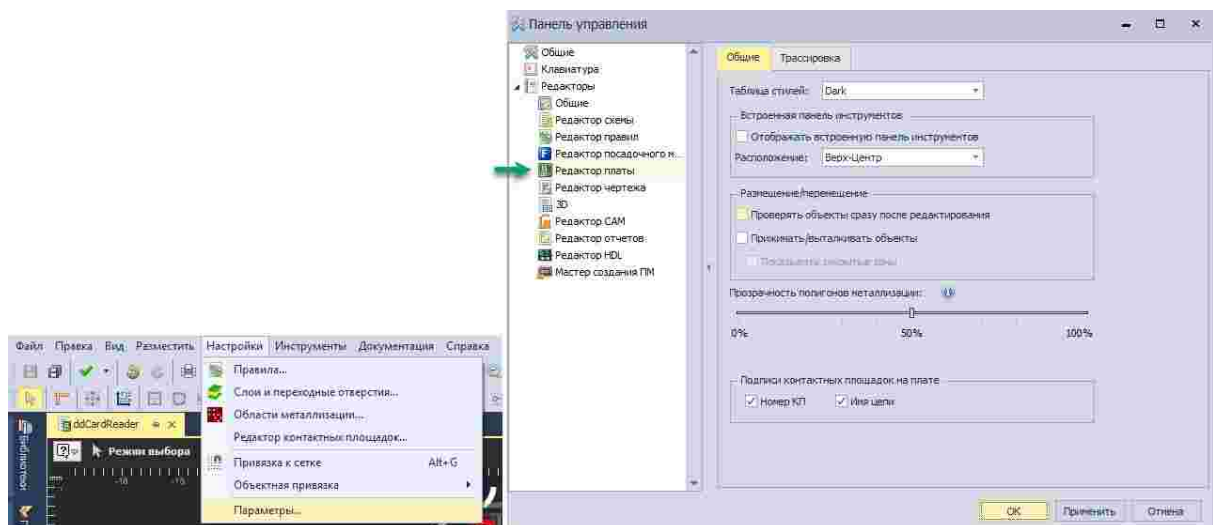 Файл Правка Вид Разместить Настройки Инструменты Документация Справка
Правила...
Слои и переходные отверстия...
Области металлизации...
Редактор контактных площадок...
Привязка к сетке Alt+G
Объектная привязка
Параметры...
ddCardReader
Режим выбора
mm
-18
-15
Панель управления
Общие
Клавиатура
Редакторы
Общие
Редактор схемы
Редактор правил
Редактор посадочного м...
Редактор платы
Редактор чертежа
3D
Редактор CAM
Редактор отчетов
Редактор HDL
Мастер создания ПМ
Общие Трассировка
Таблица стилей: Dark
Встроенная панель инструментов
Отображать встроенную панель инструментов
Расположение: Верх-Центр
Размещение/перемещение
Проверять объекты сразу после редактирования
Прижимать/выталкивать объекты
Прозрачность полигонов металлизации:
0% 50% 100%
Подписи контактных площадок на плате
Номер КП Имя цепи
OK Применить Отмена